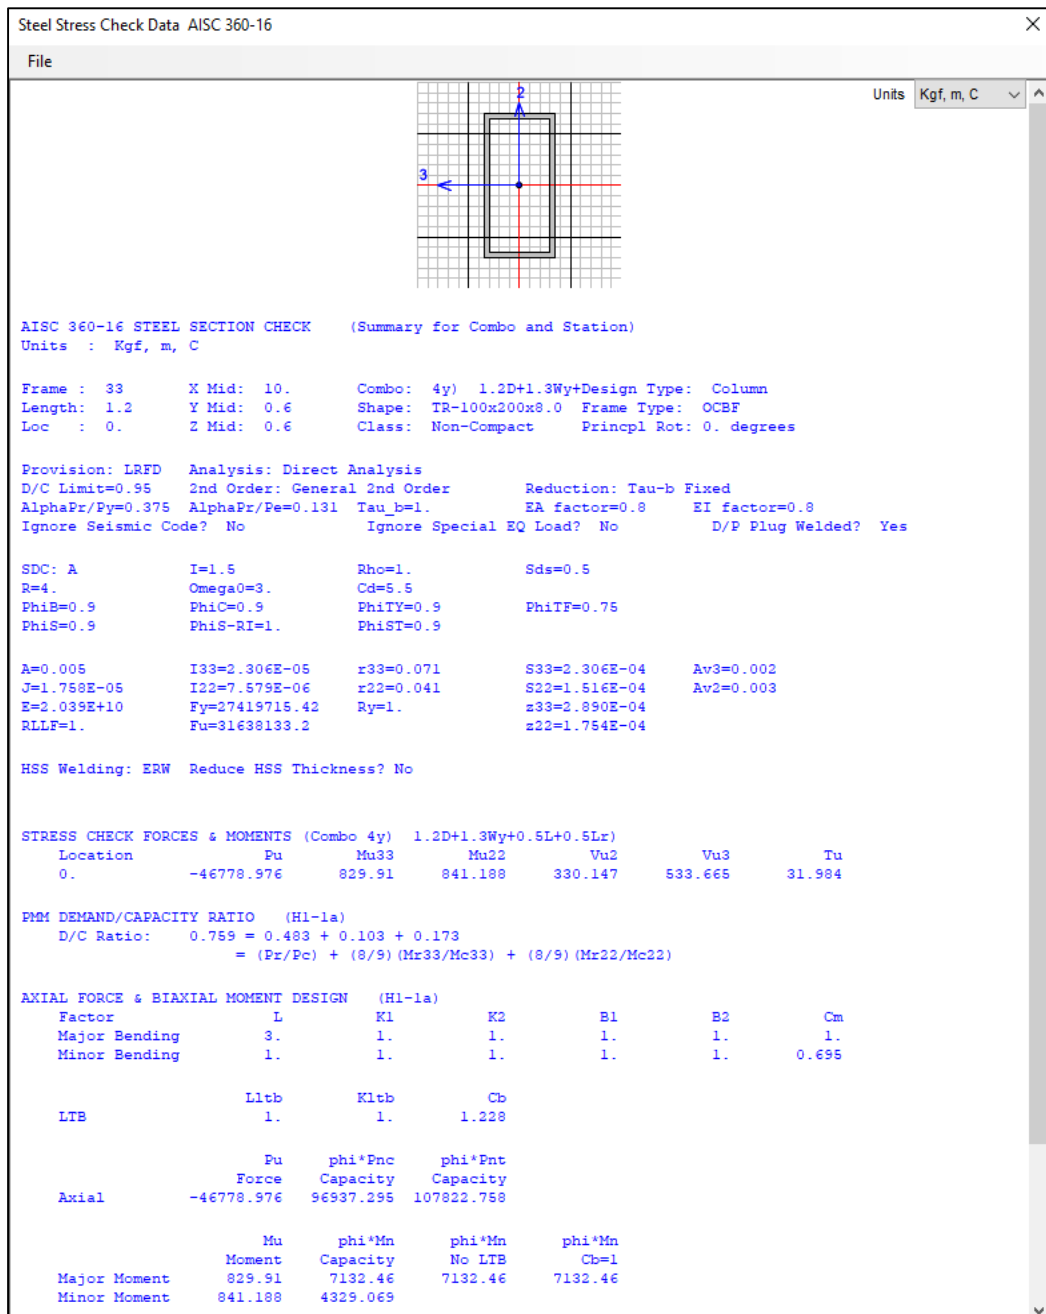 Steel Stress Check Data AISC 360-16
File
Units Kgf, m, C
2
3
AISC 360-16 STEEL SECTION CHECK (Summary for Combo and Station)
Units : Kgf, m, C
Frame : 33 X Mid: 10. Combo: 4y) 1.2D+1.3Wy+Design Type: Column
Length: 1.2 Y Mid: 0.6 Shape: TR-100x200x8.0 Frame Type: OCBF
Loc : 0. Z Mid: 0.6 Class: Non-Compact Princpl Rot: 0. degrees
Provision: LRFD Analysis: Direct Analysis
D/C Limit=0.95 2nd Order: General 2nd Order Reduction: Tau-b Fixed
AlphaPr/Py=0.375 AlphaPr/Pe=0.131 Tau_b=1. EA factor=0.8 EI factor=0.8
Ignore Seismic Code? No Ignore Special EQ Load? No D/P Plug Welded? Yes
SDC: A I=1.5 Rho=1. Sds=0.5
R=4. Omega0=3. Cd=5.5
PhiB=0.9 PhiC=0.9 PhiTY=0.9 PhiTF=0.75
PhiS=0.9 PhiS-RI=1. PhiST=0.9
A=0.005 I33=2.306E-05 r33=0.071 S33=2.306E-04 Av3=0.002
J=1.758E-05 I22=7.579E-06 r22=0.041 S22=1.516E-04 Av2=0.003
E=2.039E+10 Fy=27419715.42 Ry=1. z33=2.890E-04
RLLF=1. Fu=31638133.2 z22=1.754E-04
HSS Welding: ERW Reduce HSS Thickness? No
STRESS CHECK FORCES & MOMENTS (Combo 4y) 1.2D+1.3Wy+0.5L+0.5Lr)
Location Pu Mu33 Mu22 Vu2 Vu3 Tu
0. -46778.976 829.91 841.188 330.147 533.665 31.984
PMM DEMAND/CAPACITY RATIO (H1-1a)
D/C Ratio: 0.759 = 0.483 + 0.103 + 0.173
= (Pr/Pc) + (8/9)(Mr33/Mc33) + (8/9)(Mr22/Mc22)
AXIAL FORCE & BIAXIAL MOMENT DESIGN (H1-1a)
Factor L K1 K2 B1 B2 Cm
Major Bending 3. 1. 1. 1. 1. 1.
Minor Bending 1. 1. 1. 1. 1. 0.695
Lltb Kltb Cb
LTB 1. 1. 1.228
Pu phi*Pnc phi*Pnt
Force Capacity Capacity
Axial -46778.976 96937.295 107822.758
Mu phi*Mn phi*Mn phi*Mn
Moment Capacity No LTB Cb=1
Major Moment 829.91 7132.46 7132.46 7132.46
Minor Moment 841.188 4329.069